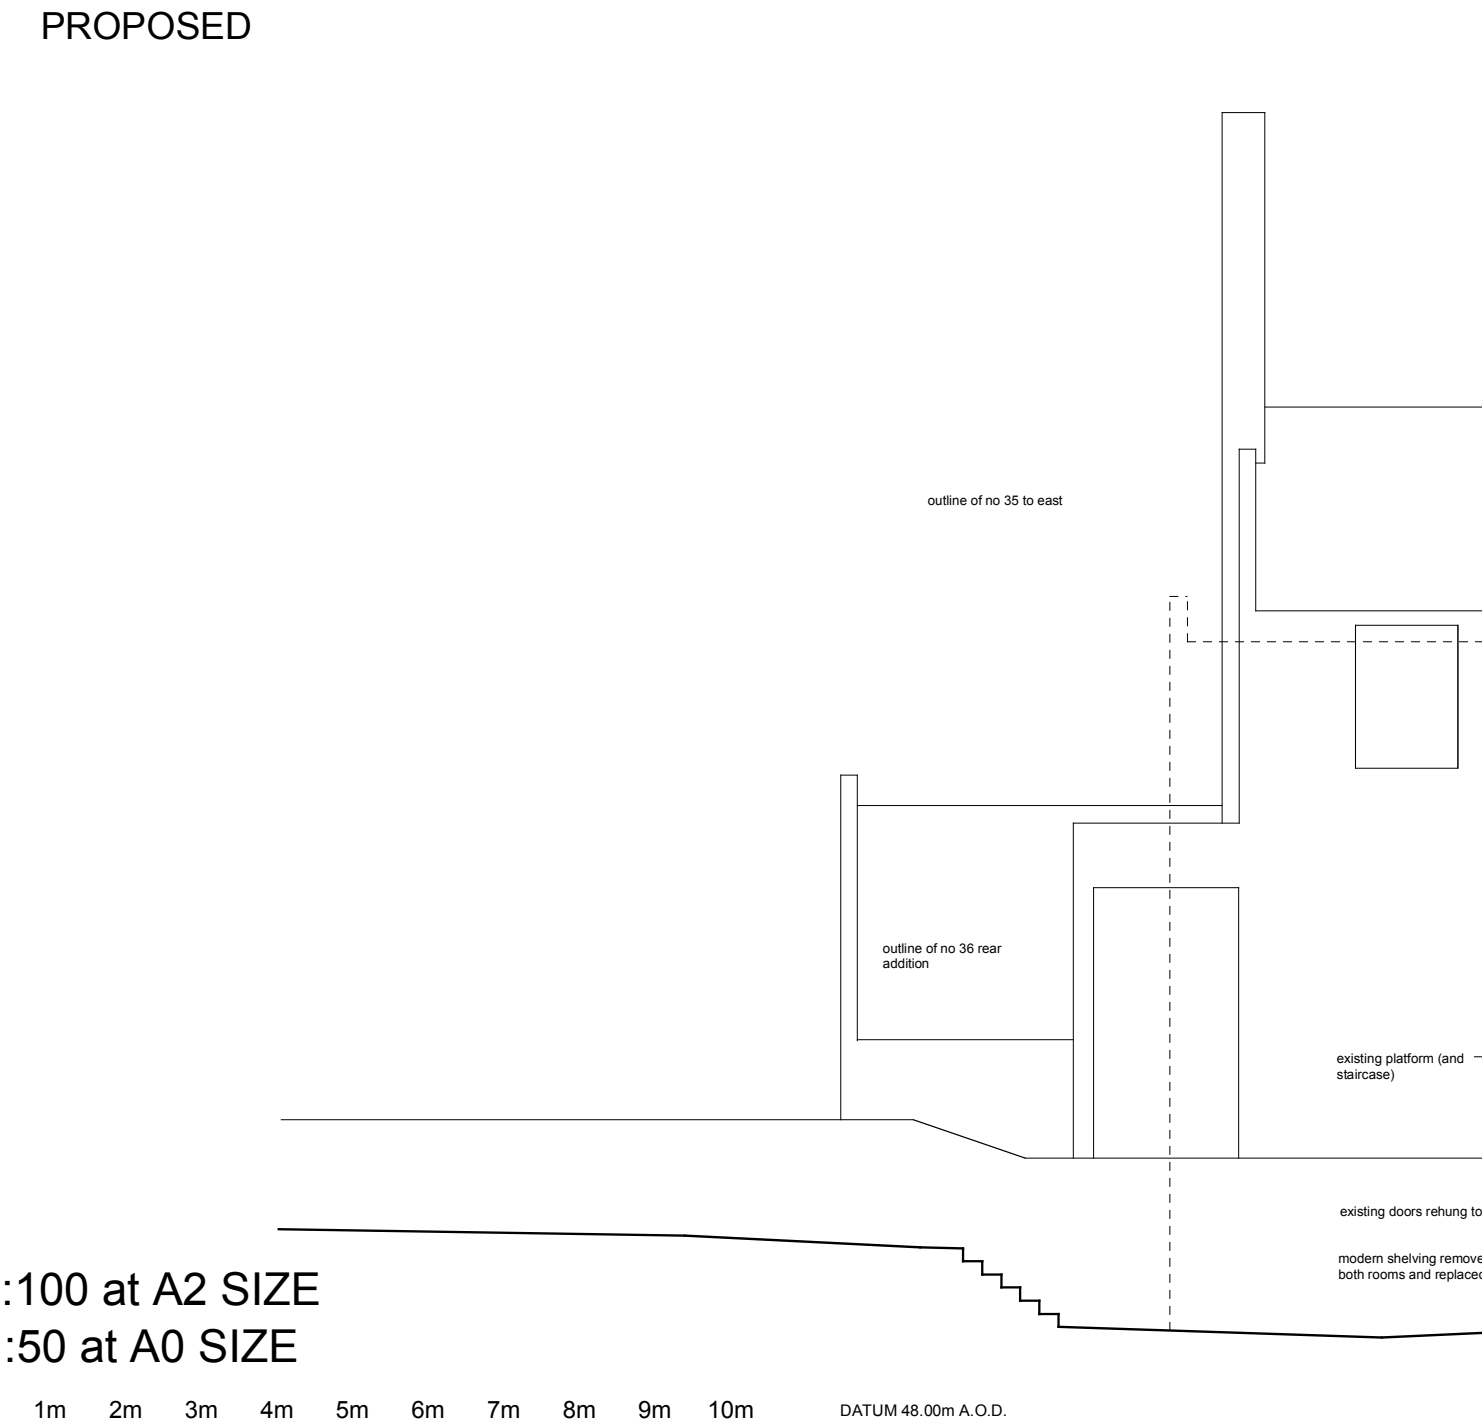 PROPOSED
outline of no 35 to east
outline of no 36 rear
addition
existing platform (and
staircase)
existing doors rehung to
modern shelving remove
both rooms and replaced
:100 at A2 SIZE
:50 at A0 SIZE
1m 2m 3m 4m 5m 6m 7m 8m 9m 10m
DATUM 48.00m A.O.D.